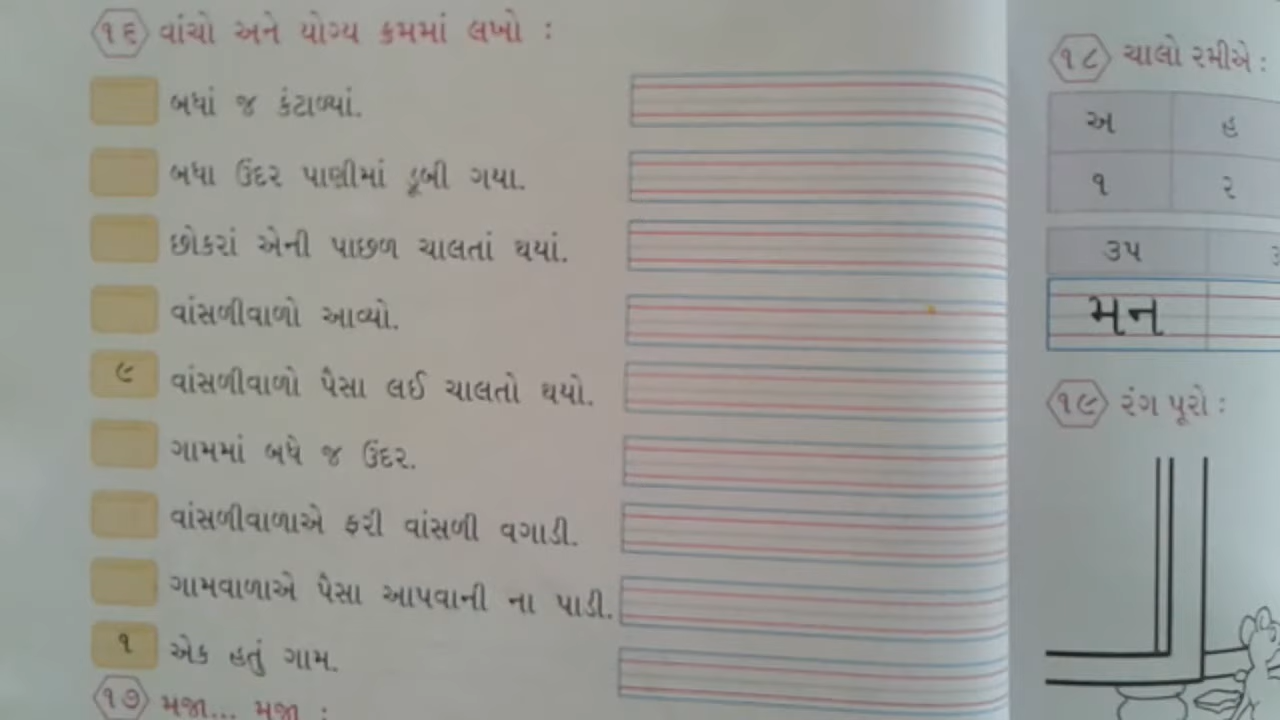 ૧૬ વાંચો અને યોગ્ય ક્રમમાં લખો :
બધાં જ કંટાળ્યાં.
બધા ઉંદર પાણીમાં ડૂબી ગયા.
છોકરાં એની પાછળ ચાલતાં થયાં.
વાંસળીવાળો આવ્યો.
૯ વાંસળીવાળો પૈસા લઈ ચાલતો થયો.
ગામમાં બધે જ ઉંદર.
વાંસળીવાળાએ ફરી વાંસળી વગાડી.
ગામવાળાએ પૈસા આપવાની ના પાડી.
૧ એક હતું ગામ.
૧૭ મજા... મજા :
૧૮ ચાલો રમીએ :
અ હ
૧ ૨
૩૫
મન
૧૯ રંગ પૂરો :